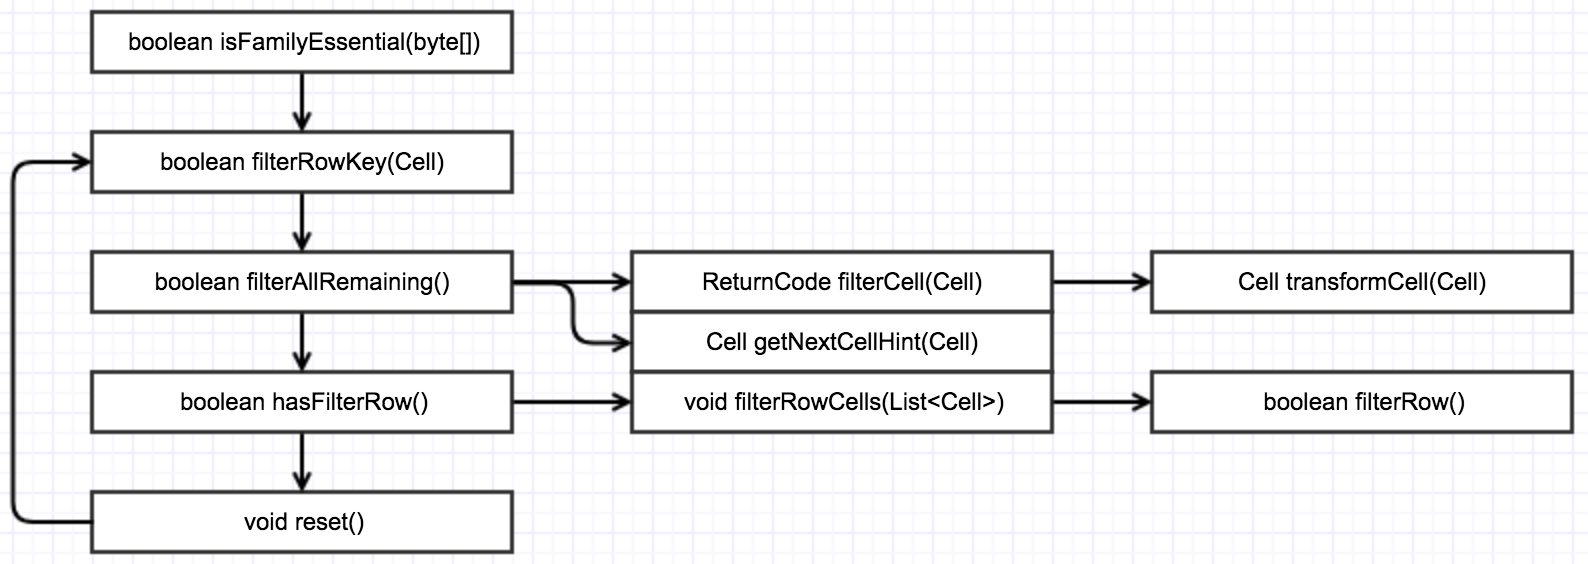 boolean isFamilyEssential(byte[])
boolean filterRowKey(Cell)
boolean filterAllRemaining()
ReturnCode filterCell(Cell)
Cell transformCell(Cell)
Cell getNextCellHint(Cell)
boolean hasFilterRow()
void filterRowCells(List<Cell>)
boolean filterRow()
void reset()